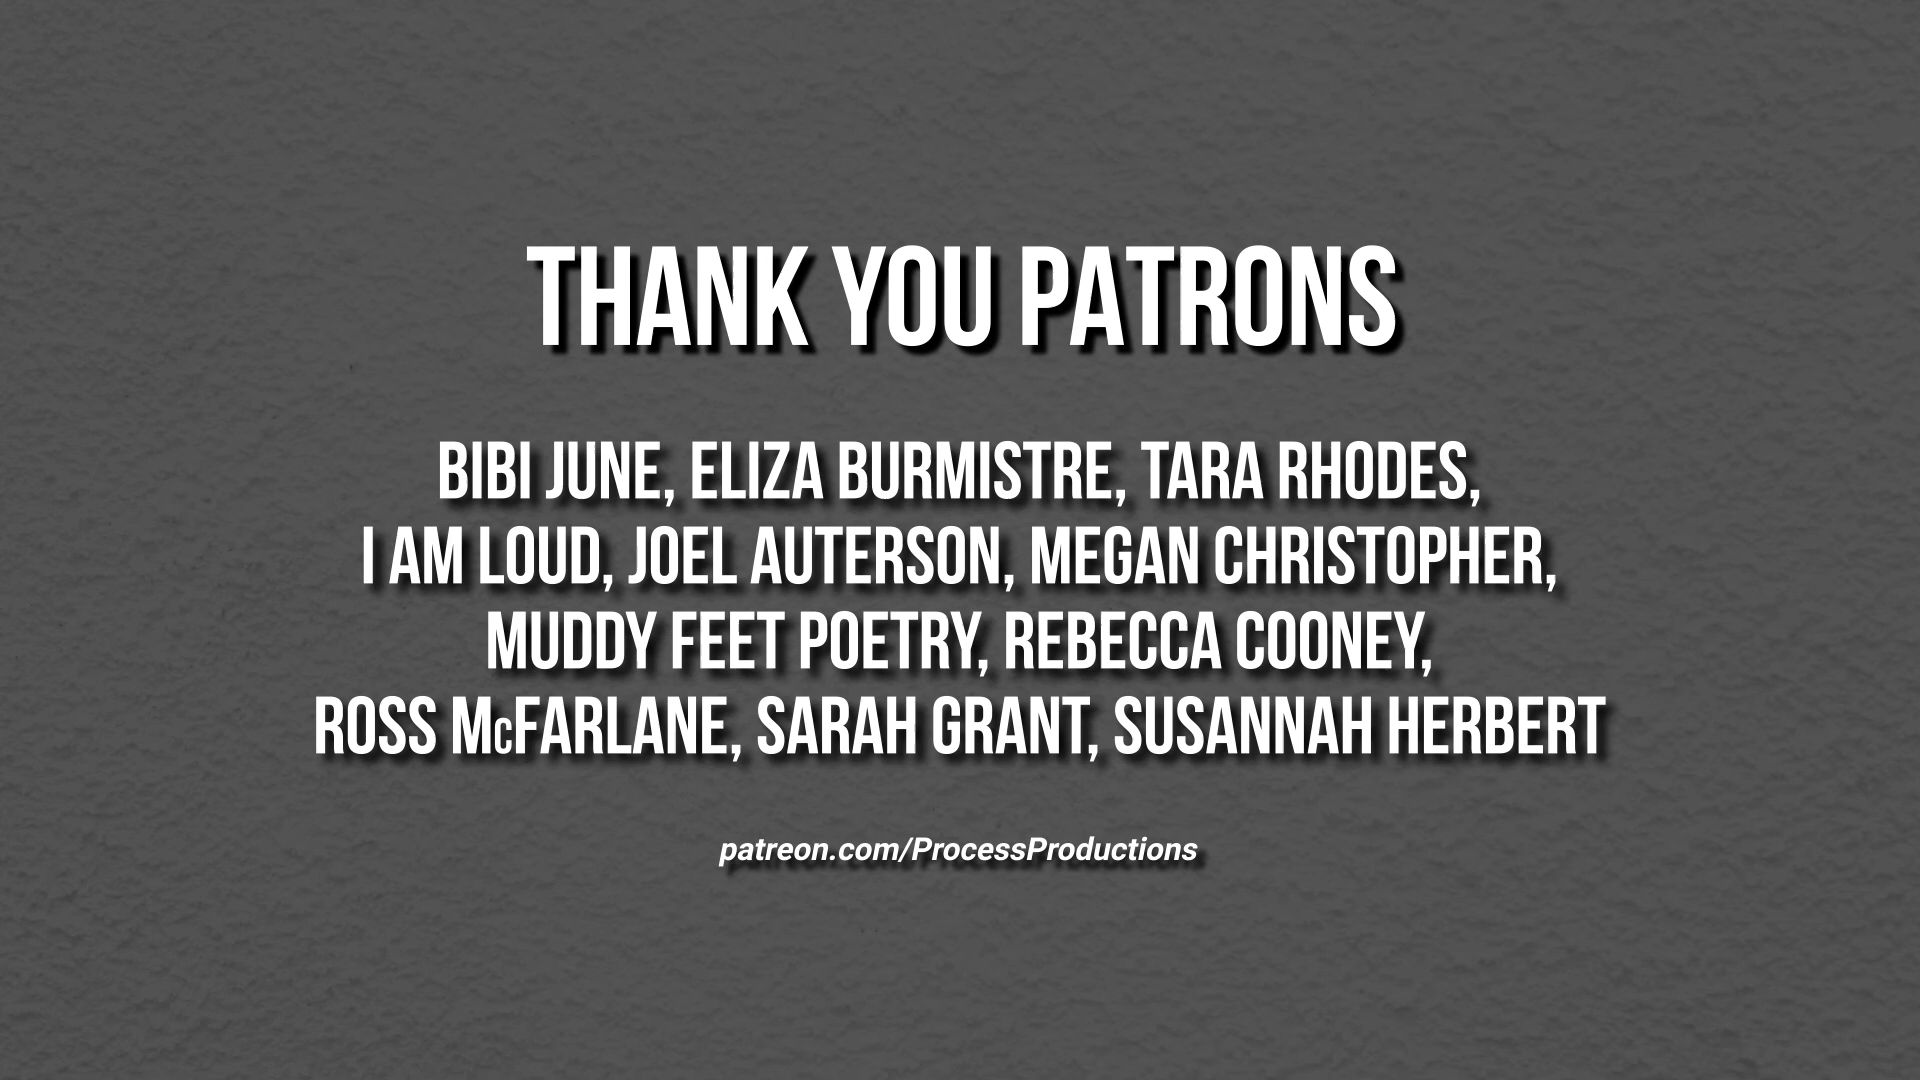 THANK YOU PATRONS
BIBI JUNE, ELIZA BURMISTRE, TARA RHODES,
I AM LOUD, JOEL AUTERSON, MEGAN CHRISTOPHER,
MUDDY FEET POETRY, REBECCA COONEY,
ROSS McFARLANE, SARAH GRANT, SUSANNAH HERBERT
patreon.com/ProcessProductions